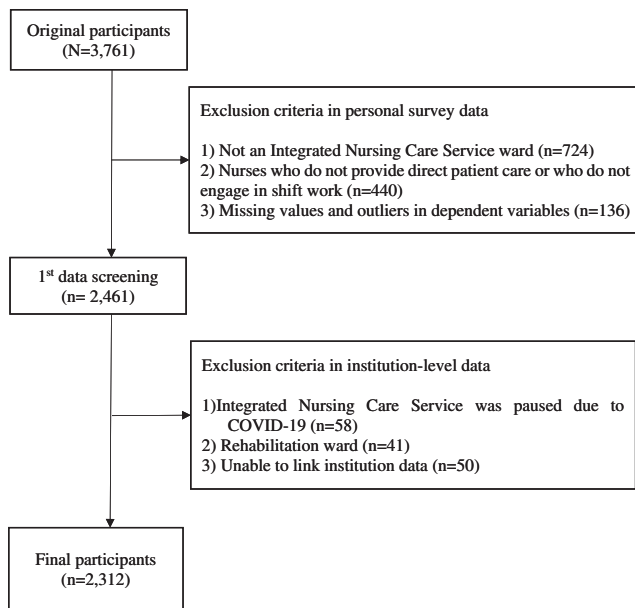 Original participants
(N=3,761)
Exclusion criteria in personal survey data
1) Not an Integrated Nursing Care Service ward (n=724)
2) Nurses who do not provide direct patient care or who do not
engage in shift work (n=440)
3) Missing values and outliers in dependent variables (n=136)
1st data screening
(n= 2,461)
Exclusion criteria in institution-level data
1)Integrated Nursing Care Service was paused due to
COVID-19 (n=58)
2) Rehabilitation ward (n=41)
3) Unable to link institution data (n=50)
Final participants
(n=2,312)